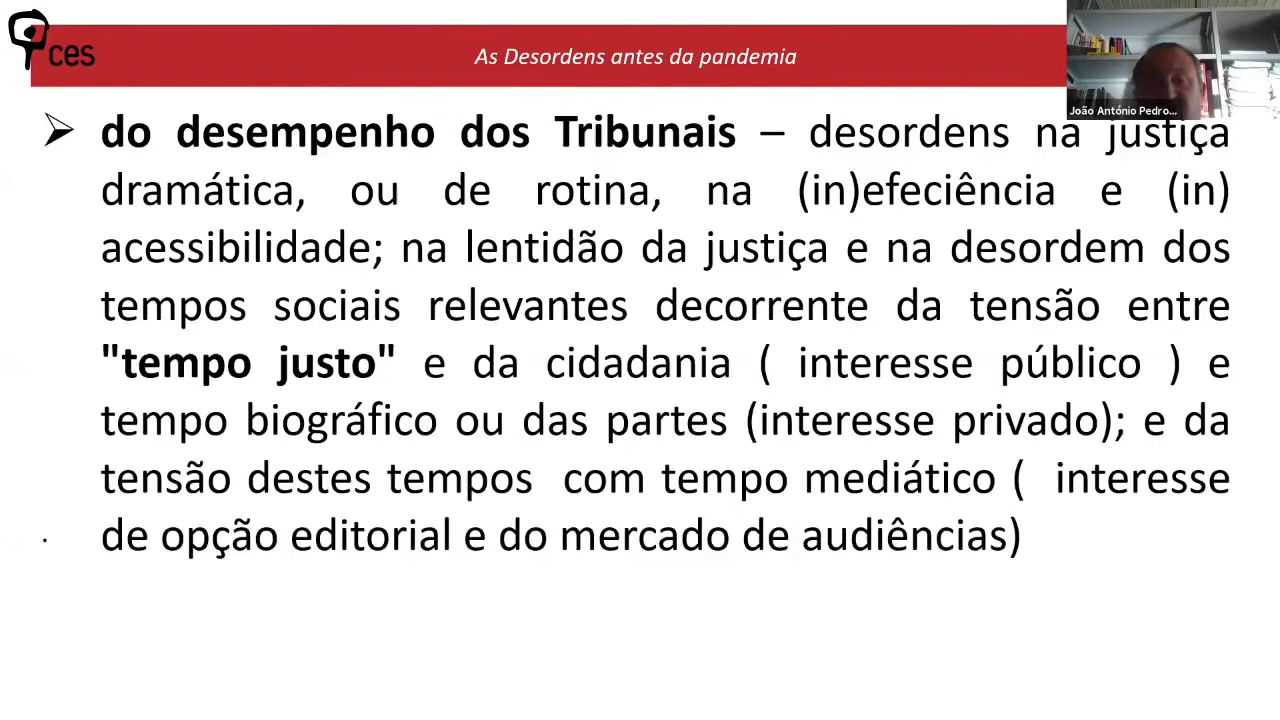 ces
As Desordens antes da pandemia
João António Pedro...
➢ do desempenho dos Tribunais – desordens na justiça
dramática, ou de rotina, na (in)efeciência e (in)
acessibilidade; na lentidão da justiça e na desordem dos
tempos sociais relevantes decorrente da tensão entre
"tempo justo" e da cidadania ( interesse público ) e
tempo biográfico ou das partes (interesse privado); e da
tensão destes tempos com tempo mediático ( interesse
. de opção editorial e do mercado de audiências)